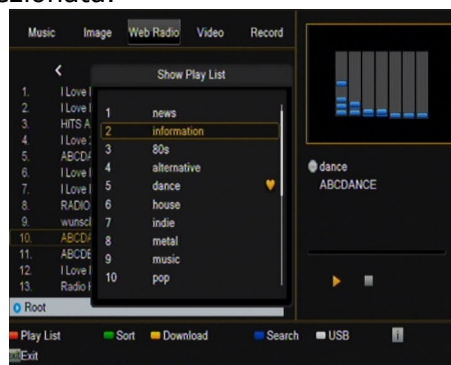 zionata.
Music Image Web Radio Video Record
Show Play List
1. I Love
2. I Love
3. HITS A
4. I Love
5. ABCDA
6. I Love
7. I Love
8. RADIO
9. wunsc
10. ABCDA
11. ABCDE
12. I Love
13. Radio
1 news
2 information
3 80s
4 alternative
5 dance
6 house
7 indie
8 metal
9 music
10 pop
dance
ABCDANCE
Root
Play List Sort Download Search USB i
Exit